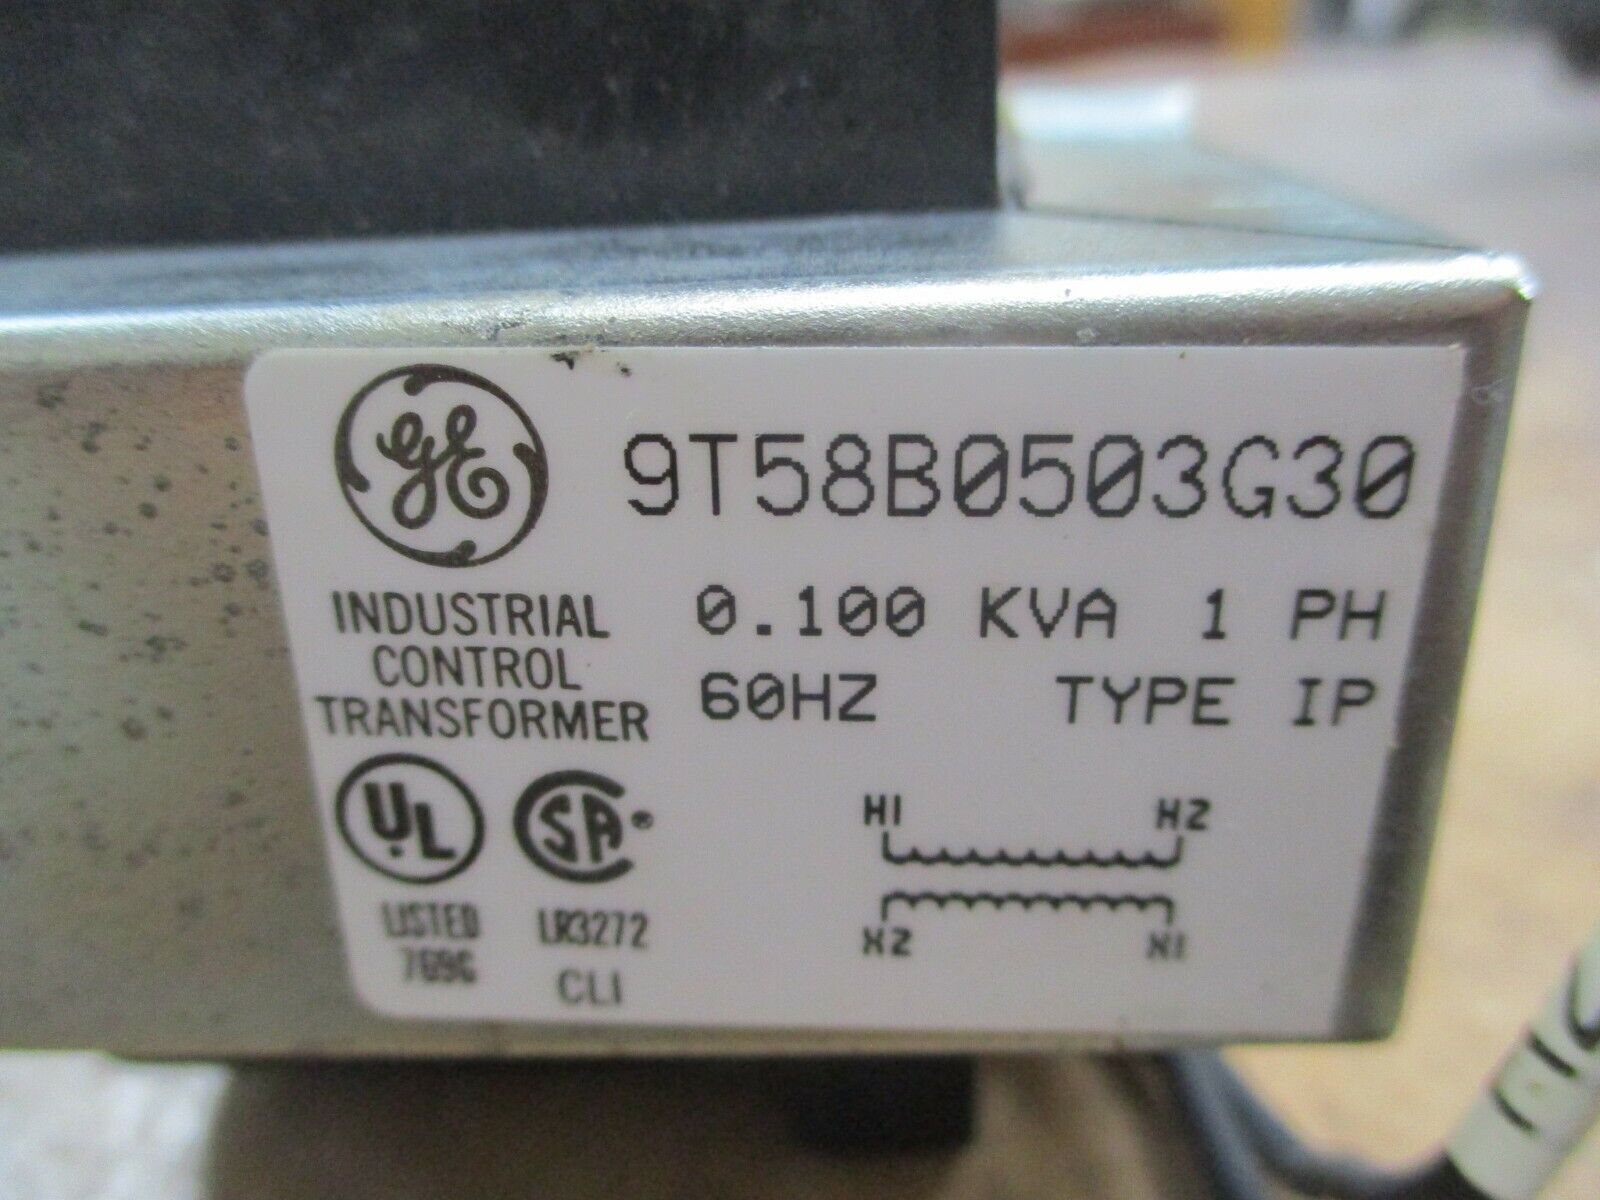 GE
9T58B0503G30
INDUSTRIAL
CONTROL
TRANSFORMER
0.100 KVA 1 PH
60HZ TYPE IP
UL
LISTED
769G
SA ®
LR3272
CL1
H1 H2
X2 X1